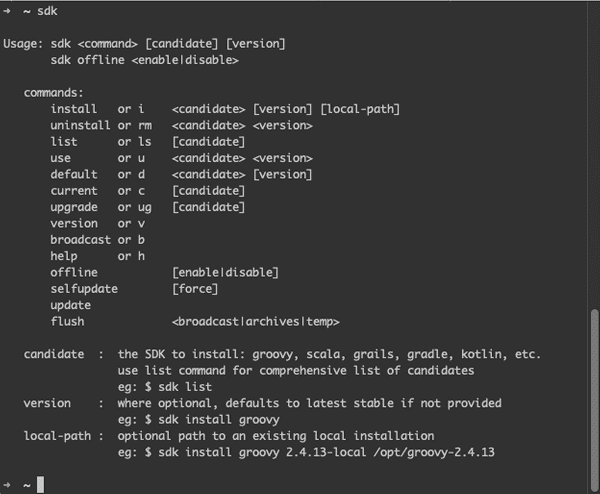 ➜ ~ sdk
Usage: sdk <command> [candidate] [version]
sdk offline <enable|disable>
commands:
install or i <candidate> [version] [local-path]
uninstall or rm <candidate> <version>
list or ls [candidate]
use or u <candidate> <version>
default or d <candidate> [version]
current or c [candidate]
upgrade or ug [candidate]
version or v
broadcast or b
help or h
offline [enable|disable]
selfupdate [force]
update
flush <broadcast|archives|temp>
candidate : the SDK to install: groovy, scala, grails, gradle, kotlin, etc.
use list command for comprehensive list of candidates
eg: $ sdk list
version : where optional, defaults to latest stable if not provided
eg: $ sdk install groovy
local-path : optional path to an existing local installation
eg: $ sdk install groovy 2.4.13-local /opt/groovy-2.4.13
➜ ~